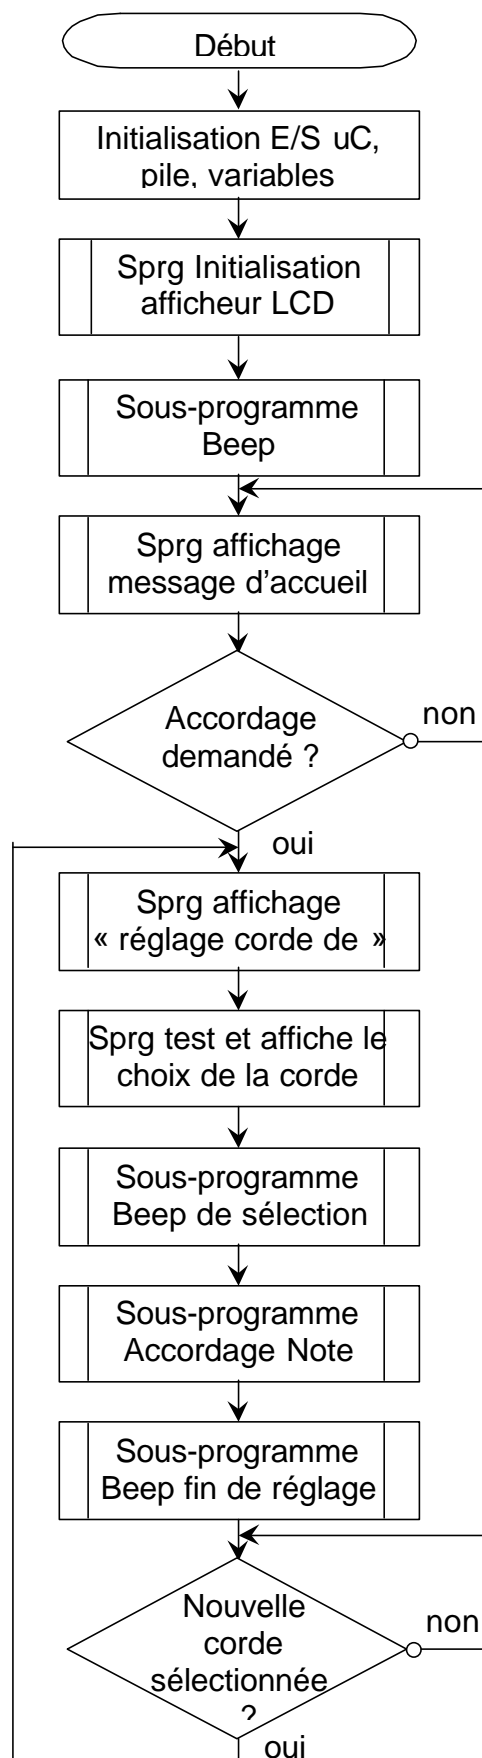 Début
Initialisation E/S uC,
pile, variables
Sprg Initialisation
afficheur LCD
Sous-programme
Beep
Sprg affichage
message d'accueil
Accordage
demandé ?
non
oui
Sprg affichage
« réglage corde de »
Sprg test et affiche le
choix de la corde
Sous-programme
Beep de sélection
Sous-programme
Accordage Note
Sous-programme
Beep fin de réglage
Nouvelle
corde
sélectionnée
?
non
oui